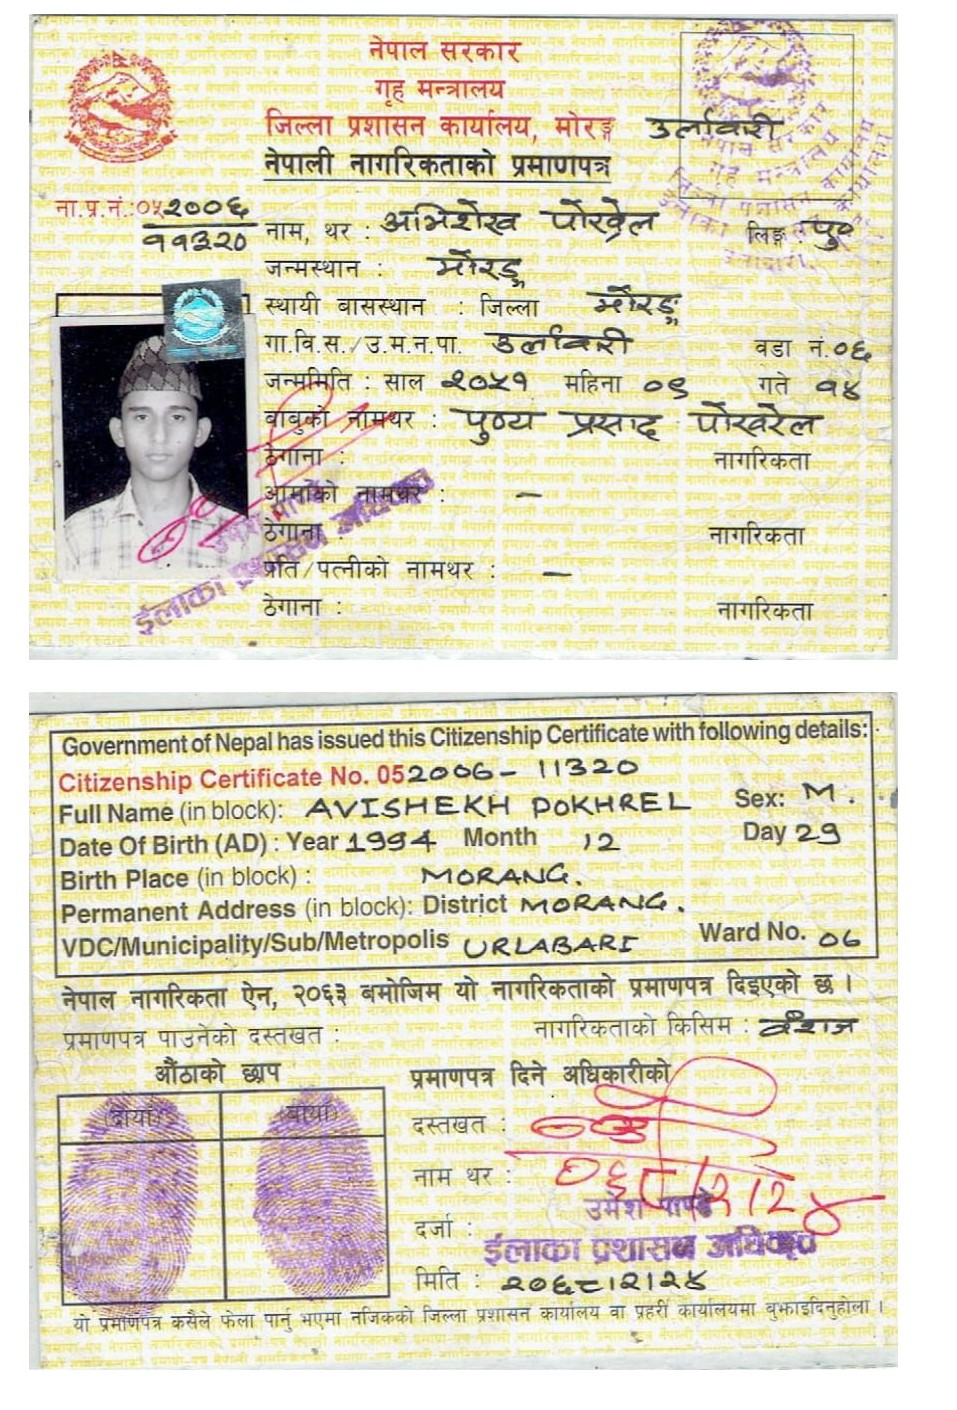 नेपाल सरकार
गृह मन्त्रालय
जिल्ला प्रशासन कार्यालय, मोरङ्ग उर्लाबारी
नेपाली नागरिकताको प्रमाणपत्र
ना.प्र.नं.:०५२००६
११३२०
नाम, थर : अभिशेख पोख्रेल लिङ्ग : पुरुष
जन्मस्थान : मोरङ्ग
स्थायी बासस्थान : जिल्ला मोरङ्ग
गा.वि.स./उ.म.न.पा. उर्लाबारी वडा नं.०६
जन्ममिति : साल २०५१ महिना ०९ गते १४
बाबुको नामथर : पुण्य प्रसाद पोखरेल
ठेगाना : नागरिकता
आमाको नामथर : –
ठेगाना : नागरिकता
प्रति/पत्नीको नामथर : –
ठेगाना : नागरिकता
ईलाका प्रशासन अधिकृत
Government of Nepal has issued this Citizenship Certificate with following details:
Citizenship Certificate No. 052006-11320
Full Name (in block): AVISHEKH POKHREL Sex: M.
Date Of Birth (AD) : Year 1994 Month 12 Day 29
Birth Place (in block) : MORANG.
Permanent Address (in block): District MORANG.
VDC/Municipality/Sub/Metropolis URLABARI Ward No. 06
नेपाल नागरिकता ऐन, २०६३ बमोजिम यो नागरिकताको प्रमाणपत्र दिइएको छ ।
प्रमाणपत्र पाउनेको दस्तखत : नागरिकताको किसिम : वंशज
औंठाको छाप प्रमाणपत्र दिने अधिकारीको
(दायाँ) (बायाँ)
दस्तखत :
नाम थर :
उमेश पाण्डे
दर्जा : ईलाका प्रशासन अधिकृत
मिति : २०६८।२।२४
यो प्रमाणपत्र कसैले फेला पार्नु भएमा नजिकको जिल्ला प्रशासन कार्यालय वा प्रहरी कार्यालयमा बुझाइदिनुहोला ।